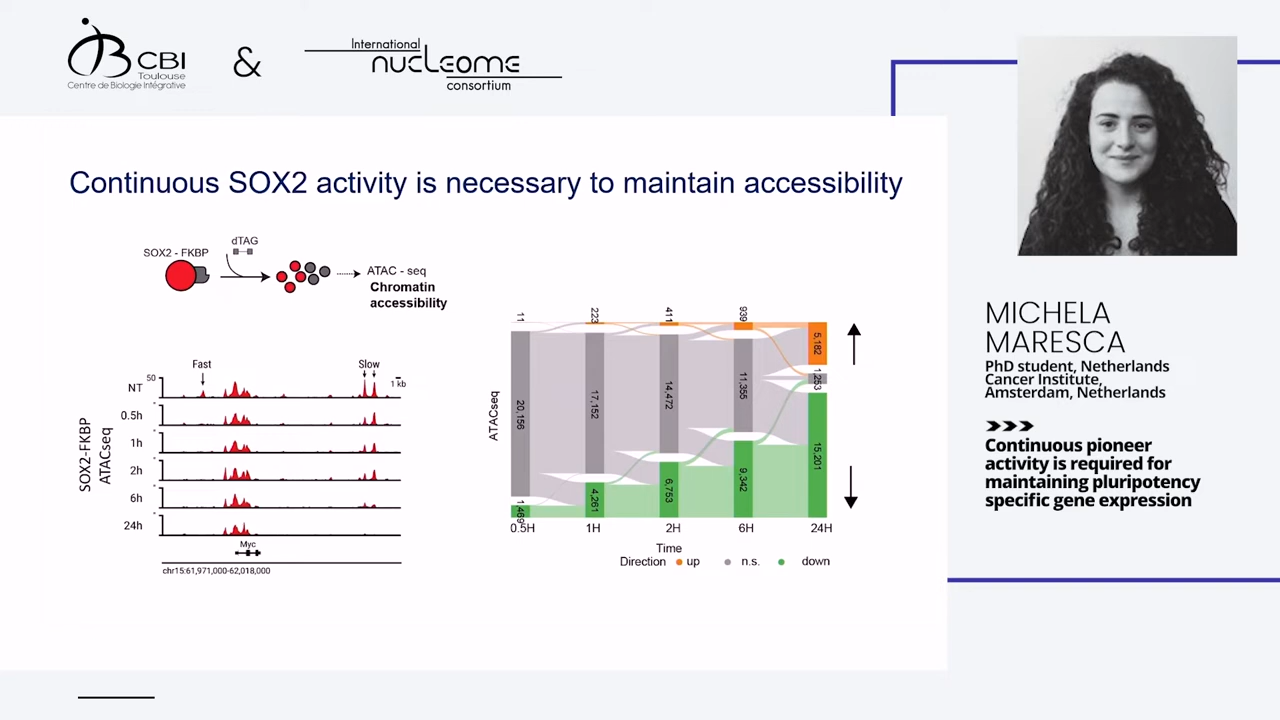 CBI
Toulouse
Centre de Biologie Intégrative
&
International
nucleome
consortium
Continuous SOX2 activity is necessary to maintain accessibility
SOX2 - FKBP
dTAG
ATAC - seq
Chromatin
accessibility
Fast
Slow
50
1 kb
NT
0.5h
1h
2h
6h
24h
SOX2-FKBP
ATACseq
Myc
chr15:61,971,000-62,018,000
ATACseq
11
223
411
939
5,182
20,156
17,152
14,472
11,355
1,253
1,469
4,261
6,753
9,342
15,201
0.5H
1H
2H
6H
24H
Time
Direction up n.s. down
MICHELA
MARESCA
PhD student, Netherlands
Cancer Institute,
Amsterdam, Netherlands
Continuous pioneer
activity is required for
maintaining pluripotency
specific gene expression